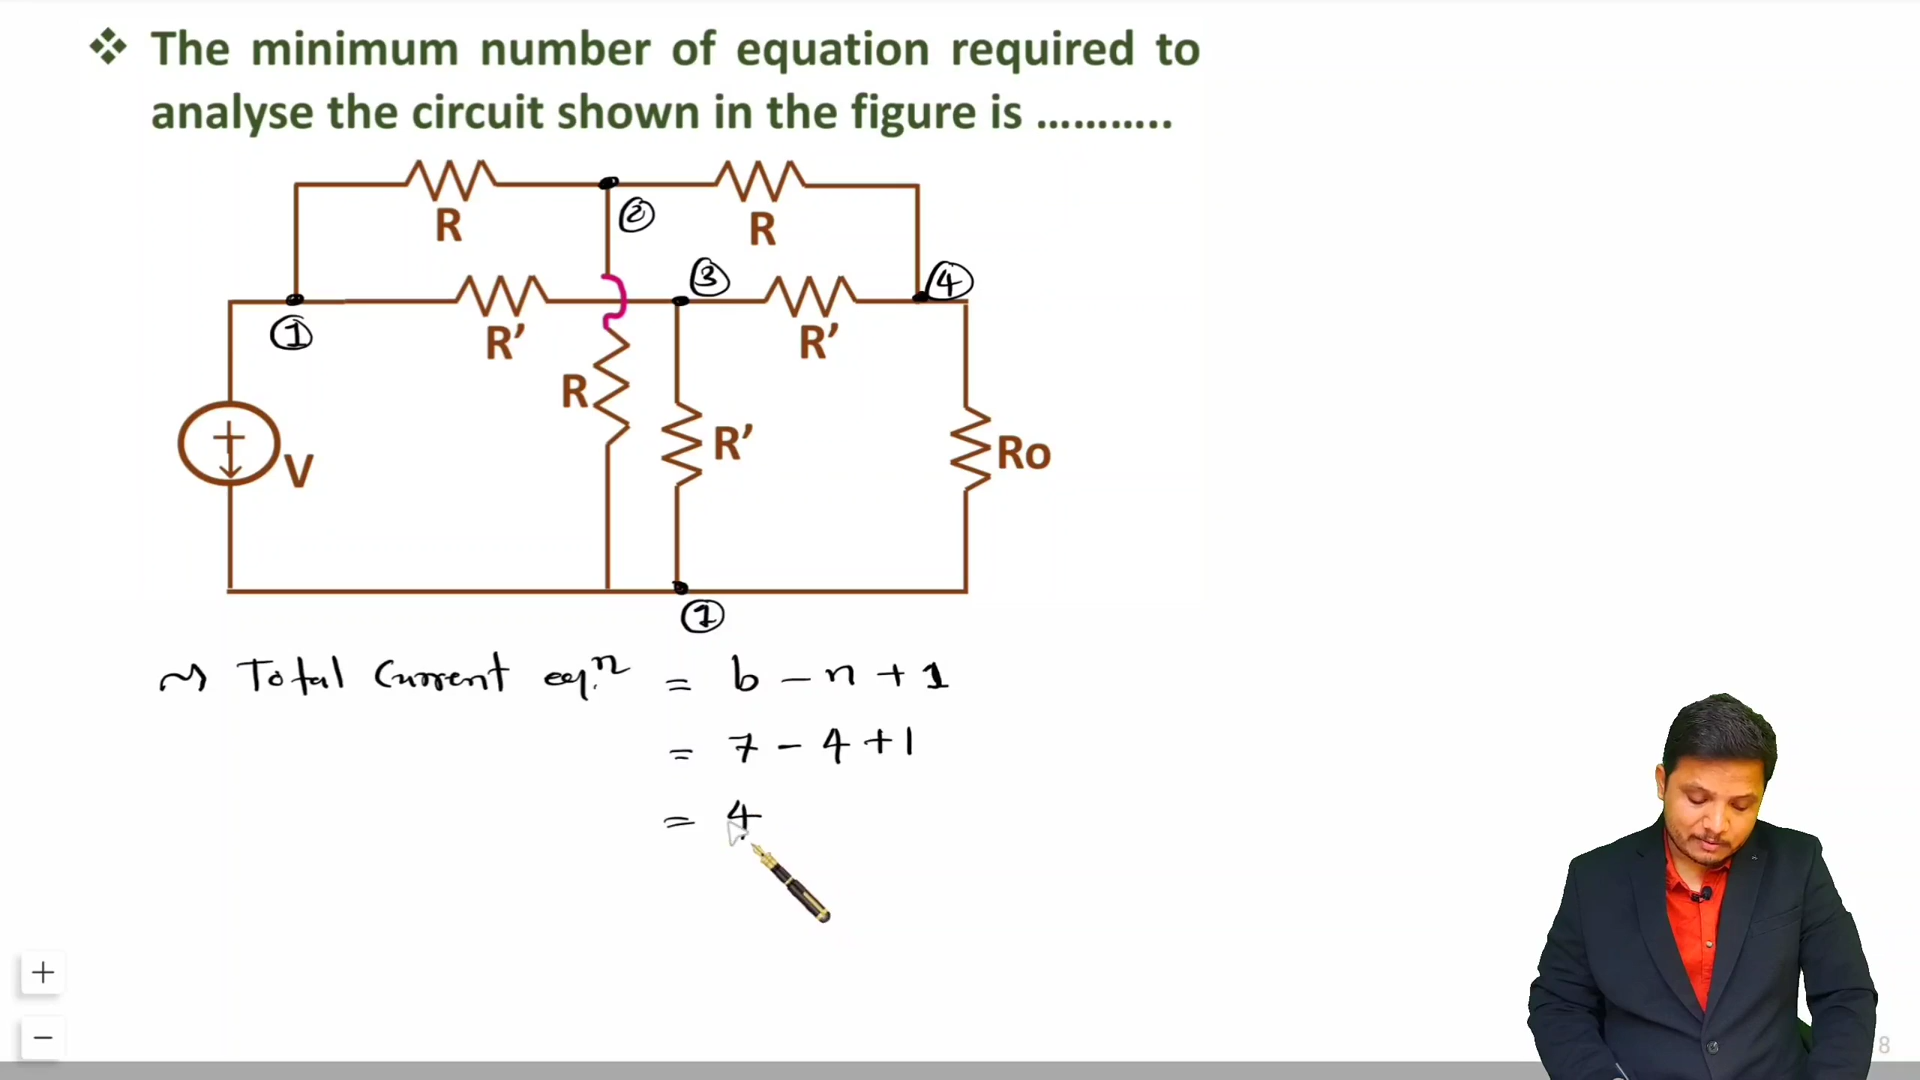 ❖ The minimum number of equation required to
analyse the circuit shown in the figure is ...........
R
R
②
③
④
①
R'
R'
R
R'
+
V
Ro
①
~> Total Current eqⁿ. = b - n + 1
= 7 - 4 + 1
= 4
+
-
8